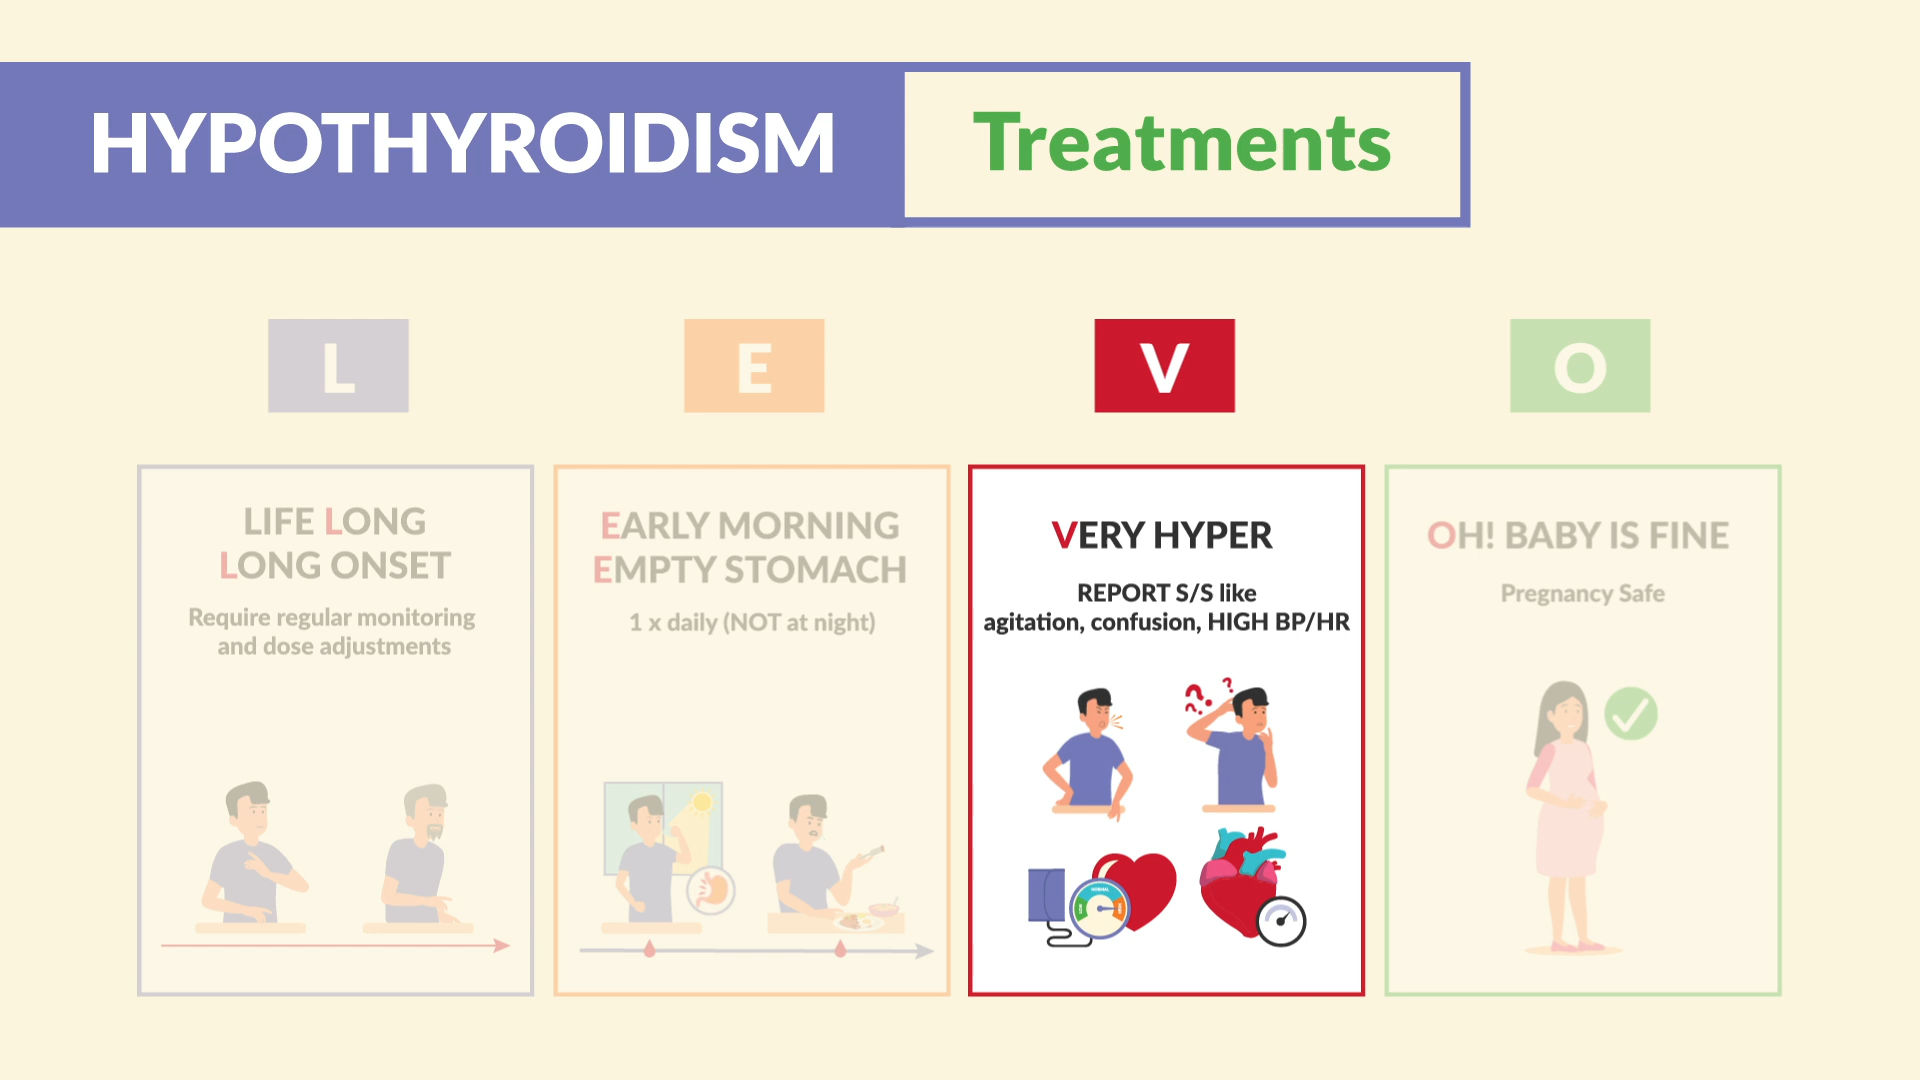 HYPOTHYROIDISM
Treatments
L
E
V
O
LIFE LONG
LONG ONSET
Require regular monitoring
and dose adjustments
EARLY MORNING
EMPTY STOMACH
1 x daily (NOT at night)
VERY HYPER
REPORT S/S like
agitation, confusion, HIGH BP/HR
OH! BABY IS FINE
Pregnancy Safe
? ? ?
NORMAL